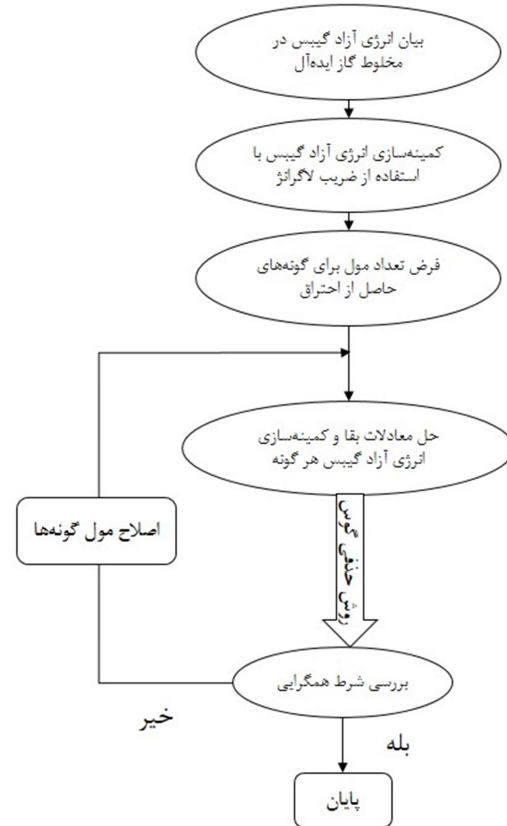 بیان انرژی آزاد گیبس در
مخلوط گاز ایده‌آل
کمینه‌سازی انرژی آزاد گیبس با
استفاده از ضریب لاگرانژ
فرض تعداد مول برای گونه‌های
حاصل از احتراق
حل معادلات بقا و کمینه‌سازی
انرژی آزاد گیبس هر گونه
اصلاح مول گونه‌ها
روش حذفی گوس
بررسی شرط همگرایی
خیر
بله
پایان